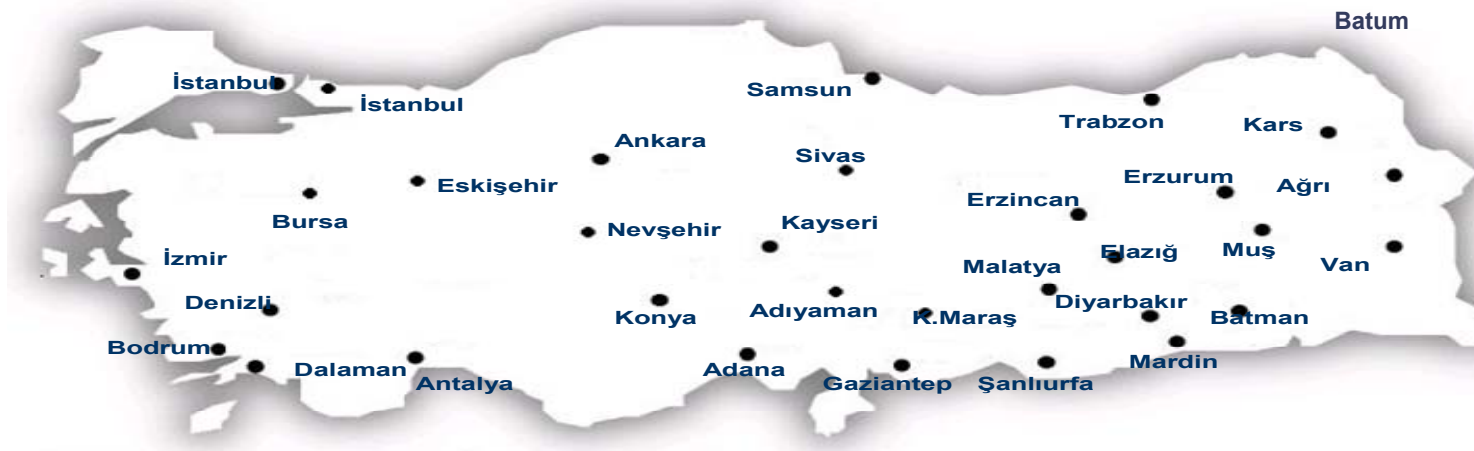 Batum
İstanbul
İstanbul
Samsun
Trabzon
Kars
Ankara
Sivas
Eskişehir
Erzurum
Ağrı
Bursa
Erzincan
Nevşehir
Kayseri
Elazığ
Muş
Van
İzmir
Malatya
Denizli
Konya
Adıyaman
K.Maraş
Diyarbakır
Batman
Bodrum
Dalaman
Antalya
Adana
Gaziantep
Şanlıurfa
Mardin